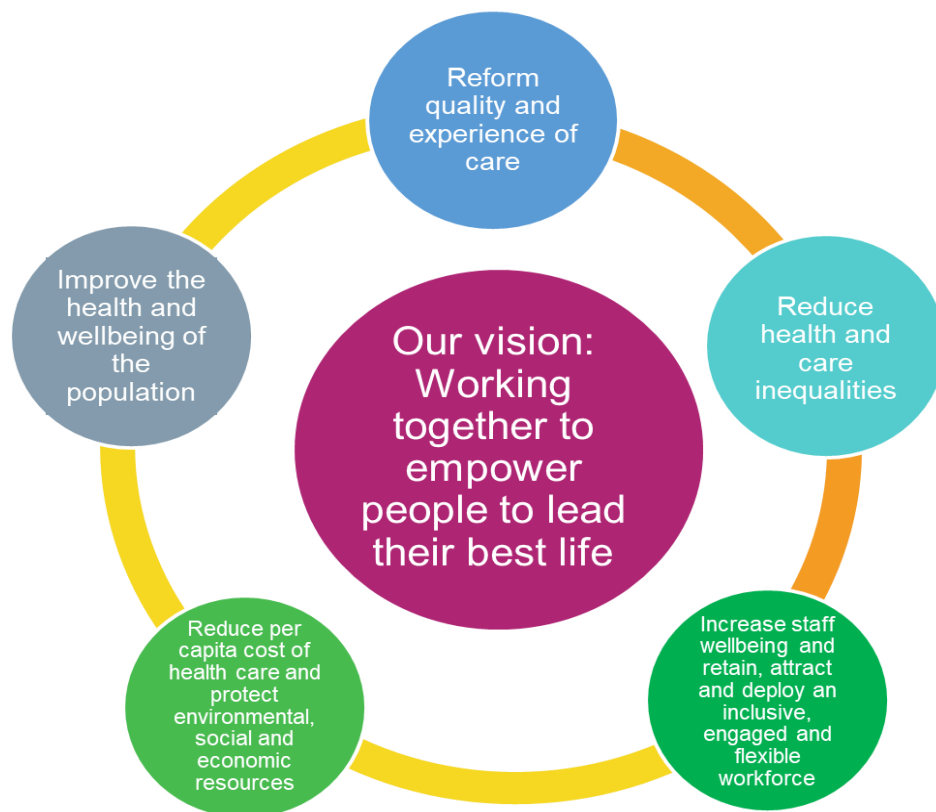 Reform
quality and
experience of
care
Reduce
health and
care
inequalities
Increase staff
wellbeing and
retain, attract
and deploy an
inclusive,
engaged and
flexible
workforce
Reduce per
capita cost of
health care and
protect
environmental,
social and
economic
resources
Improve the
health and
wellbeing of
the
population
Our vision:
Working
together to
empower
people to lead
their best life